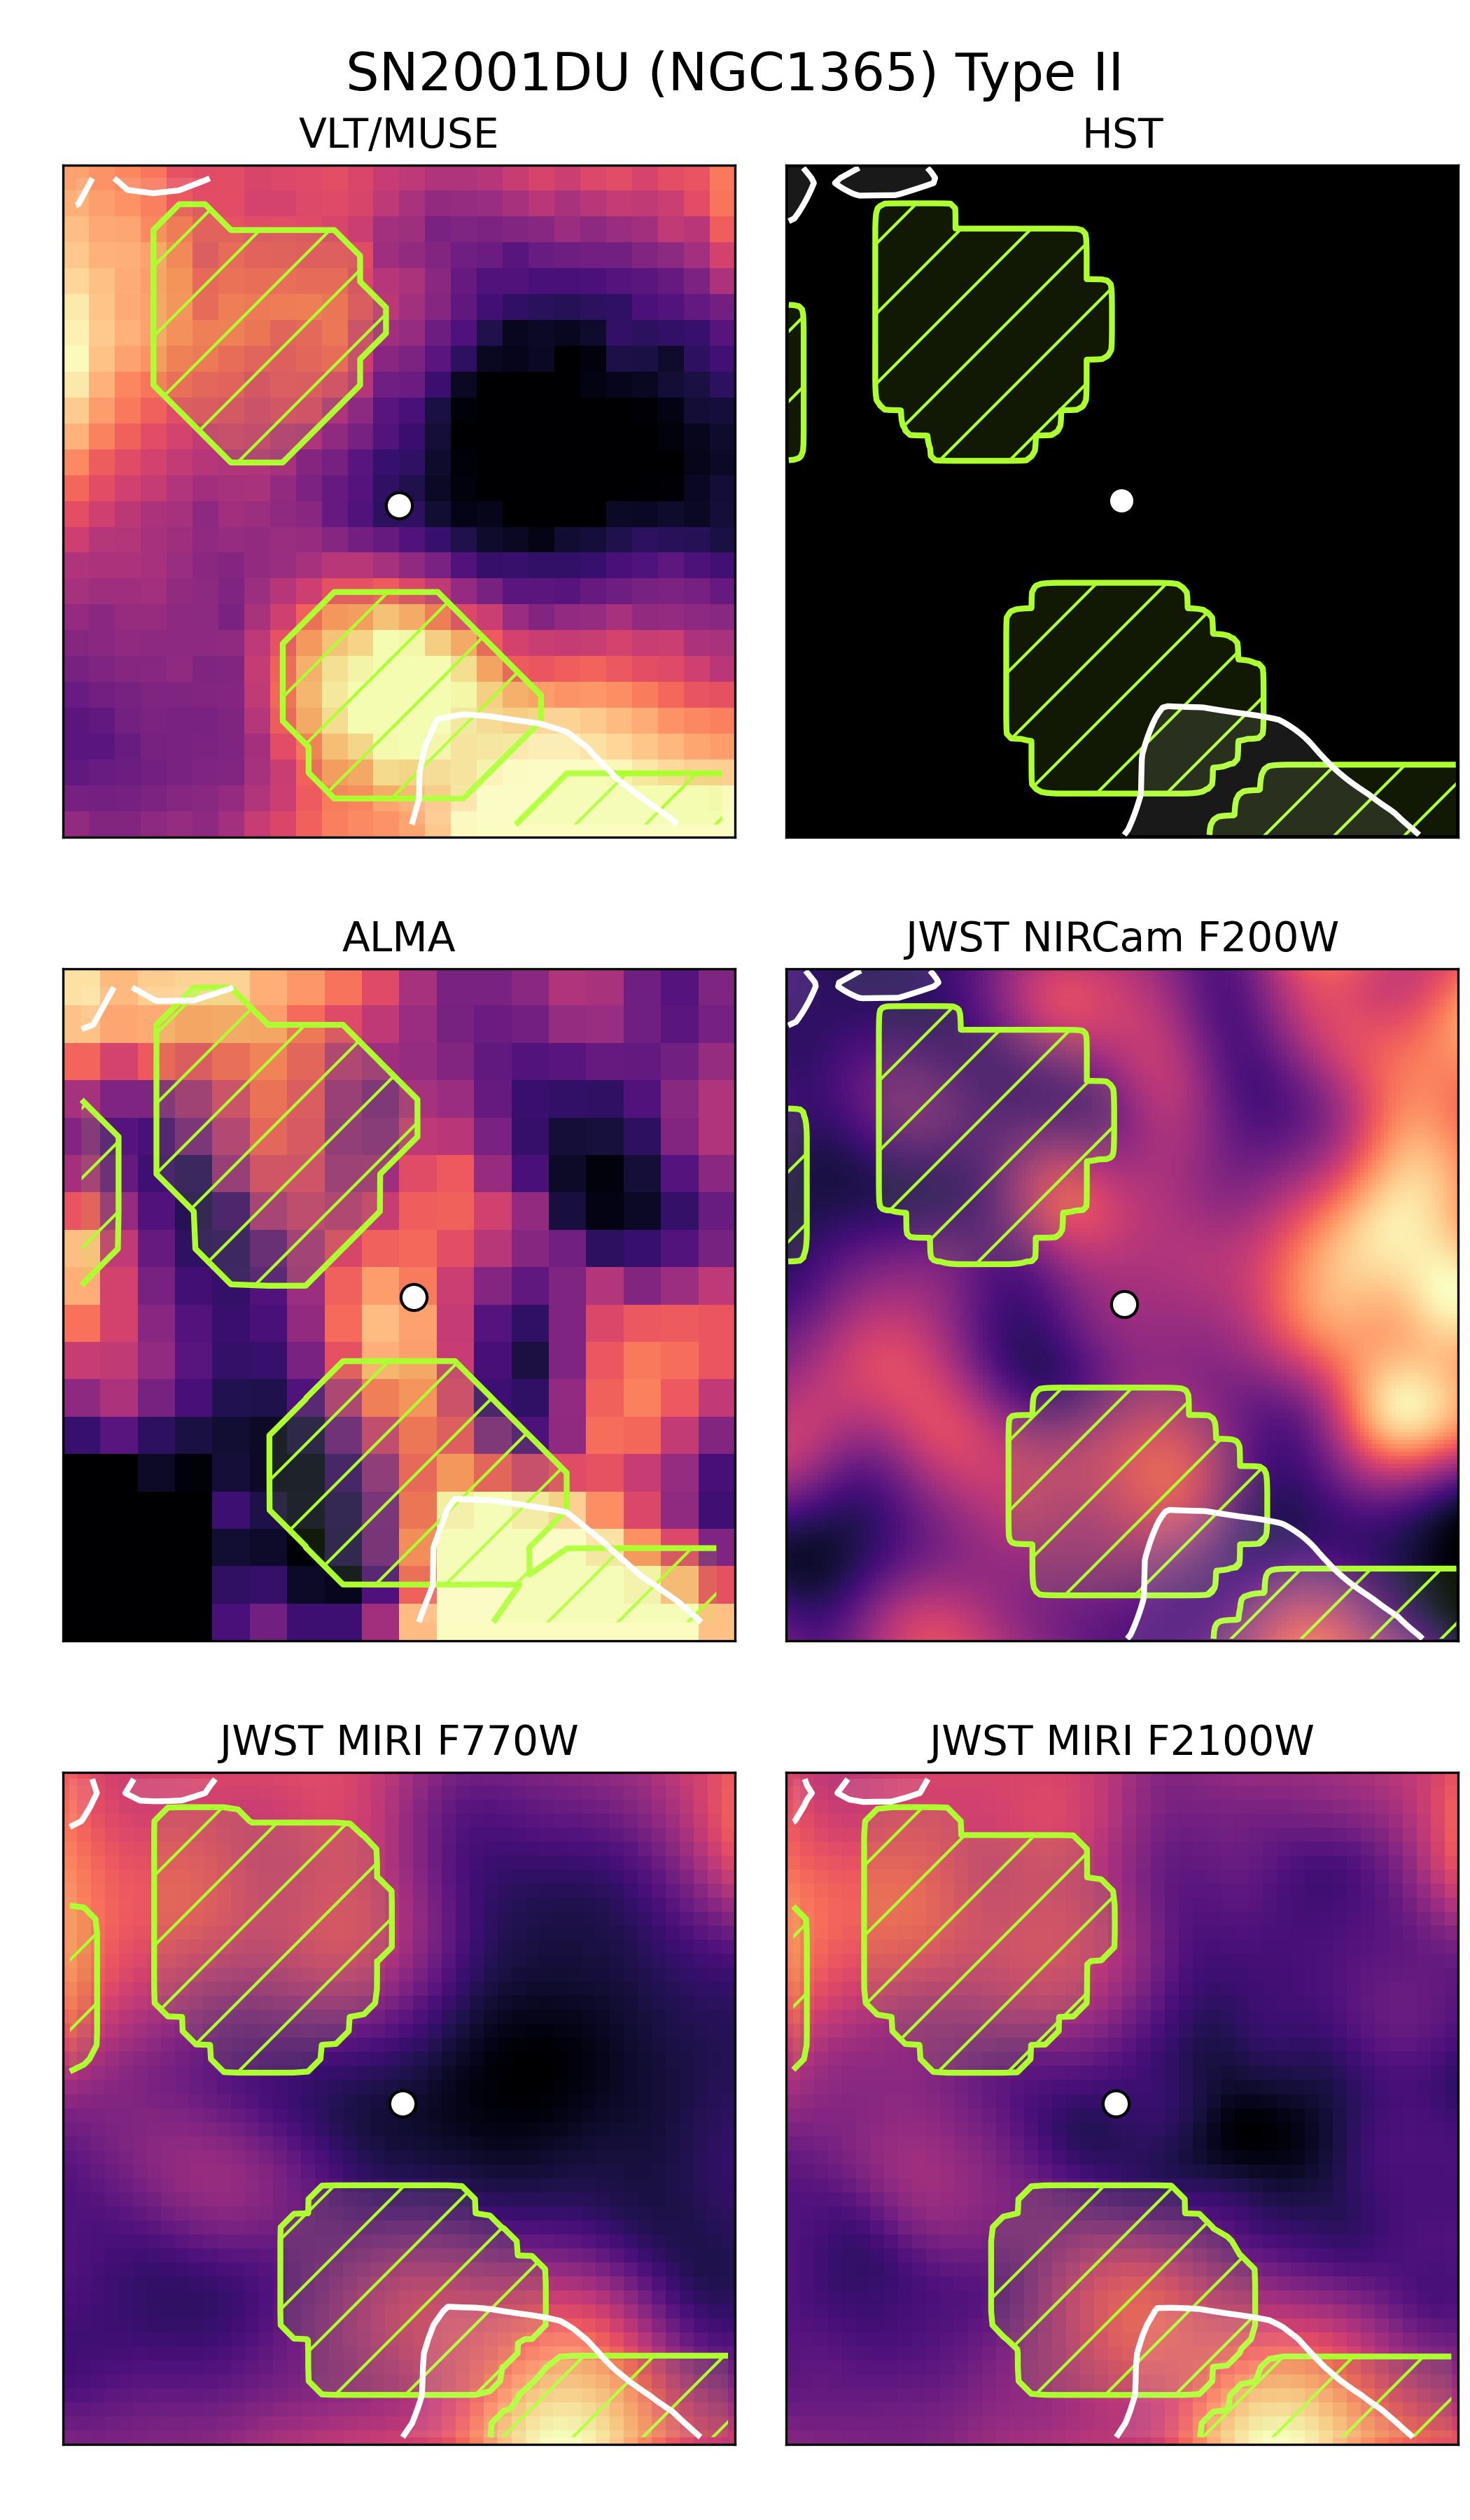 SN2001DU (NGC1365) Type II
VLT/MUSE
HST
ALMA
JWST NIRCam F200W
JWST MIRI F770W
JWST MIRI F2100W